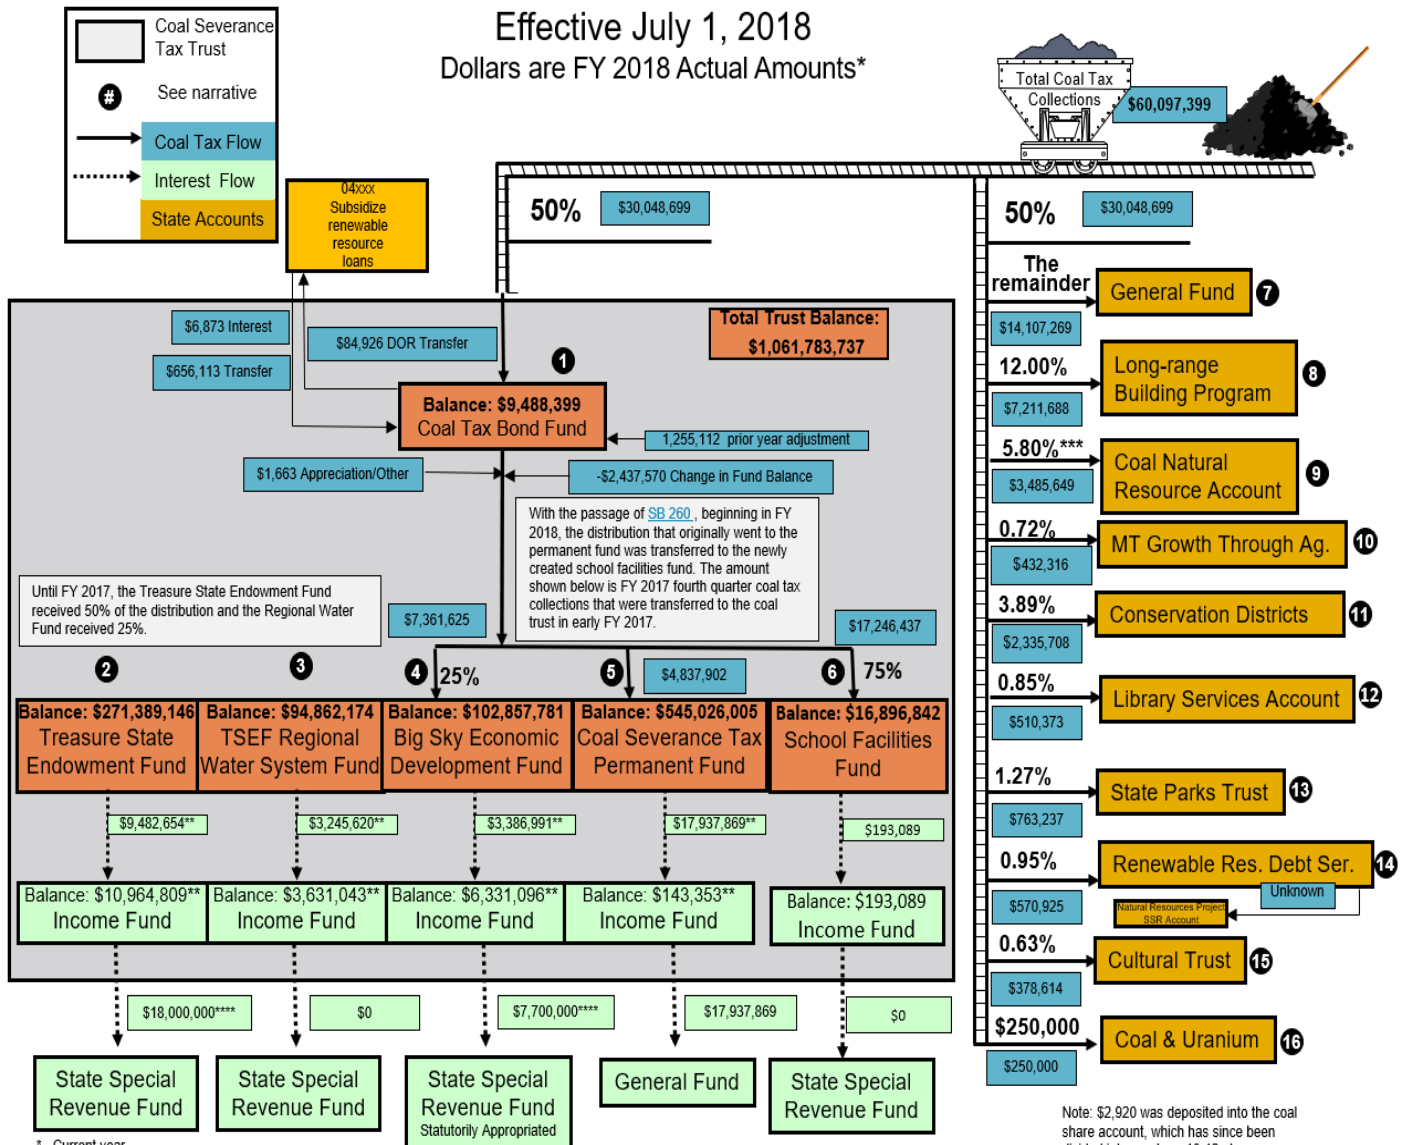 Effective July 1, 2018
Dollars are FY 2018 Actual Amounts*
Coal Severance
Tax Trust
#
See narrative
Coal Tax Flow
Interest Flow
State Accounts
04xxx
Subsidize
renewable
resource
loans
Total Coal Tax
Collections
$60,097,399
50%
$30,048,699
50%
$30,048,699
$6,873 Interest
$84,926 DOR Transfer
$656,113 Transfer
Total Trust Balance:
$1,061,783,737
1
Balance: $9,488,399
Coal Tax Bond Fund
1,255,112 prior year adjustment
$1,663 Appreciation/Other
-$2,437,570 Change in Fund Balance
With the passage of SB 260 , beginning in FY
2018, the distribution that originally went to the
permanent fund was transferred to the newly
created school facilities fund. The amount
shown below is FY 2017 fourth quarter coal tax
collections that were transferred to the coal
trust in early FY 2017.
Until FY 2017, the Treasure State Endowment Fund
received 50% of the distribution and the Regional Water
Fund received 25%.
$7,361,625
$17,246,437
2
3
4
25%
5
$4,837,902
6
75%
Balance: $271,389,146
Treasure State
Endowment Fund
Balance: $94,862,174
TSEF Regional
Water System Fund
Balance: $102,857,781
Big Sky Economic
Development Fund
Balance: $545,026,005
Coal Severance Tax
Permanent Fund
Balance: $16,896,842
School Facilities
Fund
$9,482,654**
$3,245,620**
$3,386,991**
$17,937,869**
$193,089
Balance: $10,964,809**
Income Fund
Balance: $3,631,043**
Income Fund
Balance: $6,331,096**
Income Fund
Balance: $143,353**
Income Fund
Balance: $193,089
Income Fund
$18,000,000****
$0
$7,700,000****
$17,937,869
$0
State Special
Revenue Fund
State Special
Revenue Fund
State Special
Revenue Fund
Statutorily Appropriated
General Fund
State Special
Revenue Fund
The
remainder
General Fund
7
$14,107,269
12.00%
Long-range
Building Program
8
$7,211,688
5.80%***
Coal Natural
Resource Account
9
$3,485,649
0.72%
MT Growth Through Ag.
10
$432,316
3.89%
Conservation Districts
11
$2,335,708
0.85%
Library Services Account
12
$510,373
1.27%
State Parks Trust
13
$763,237
0.95%
Renewable Res. Debt Ser.
14
Unknown
$570,925
Natural Resources Project
SSR Account
0.63%
Cultural Trust
15
$378,614
$250,000
Coal & Uranium
16
$250,000
Note: $2,920 was deposited into the coal
share account, which has since been
* Current year